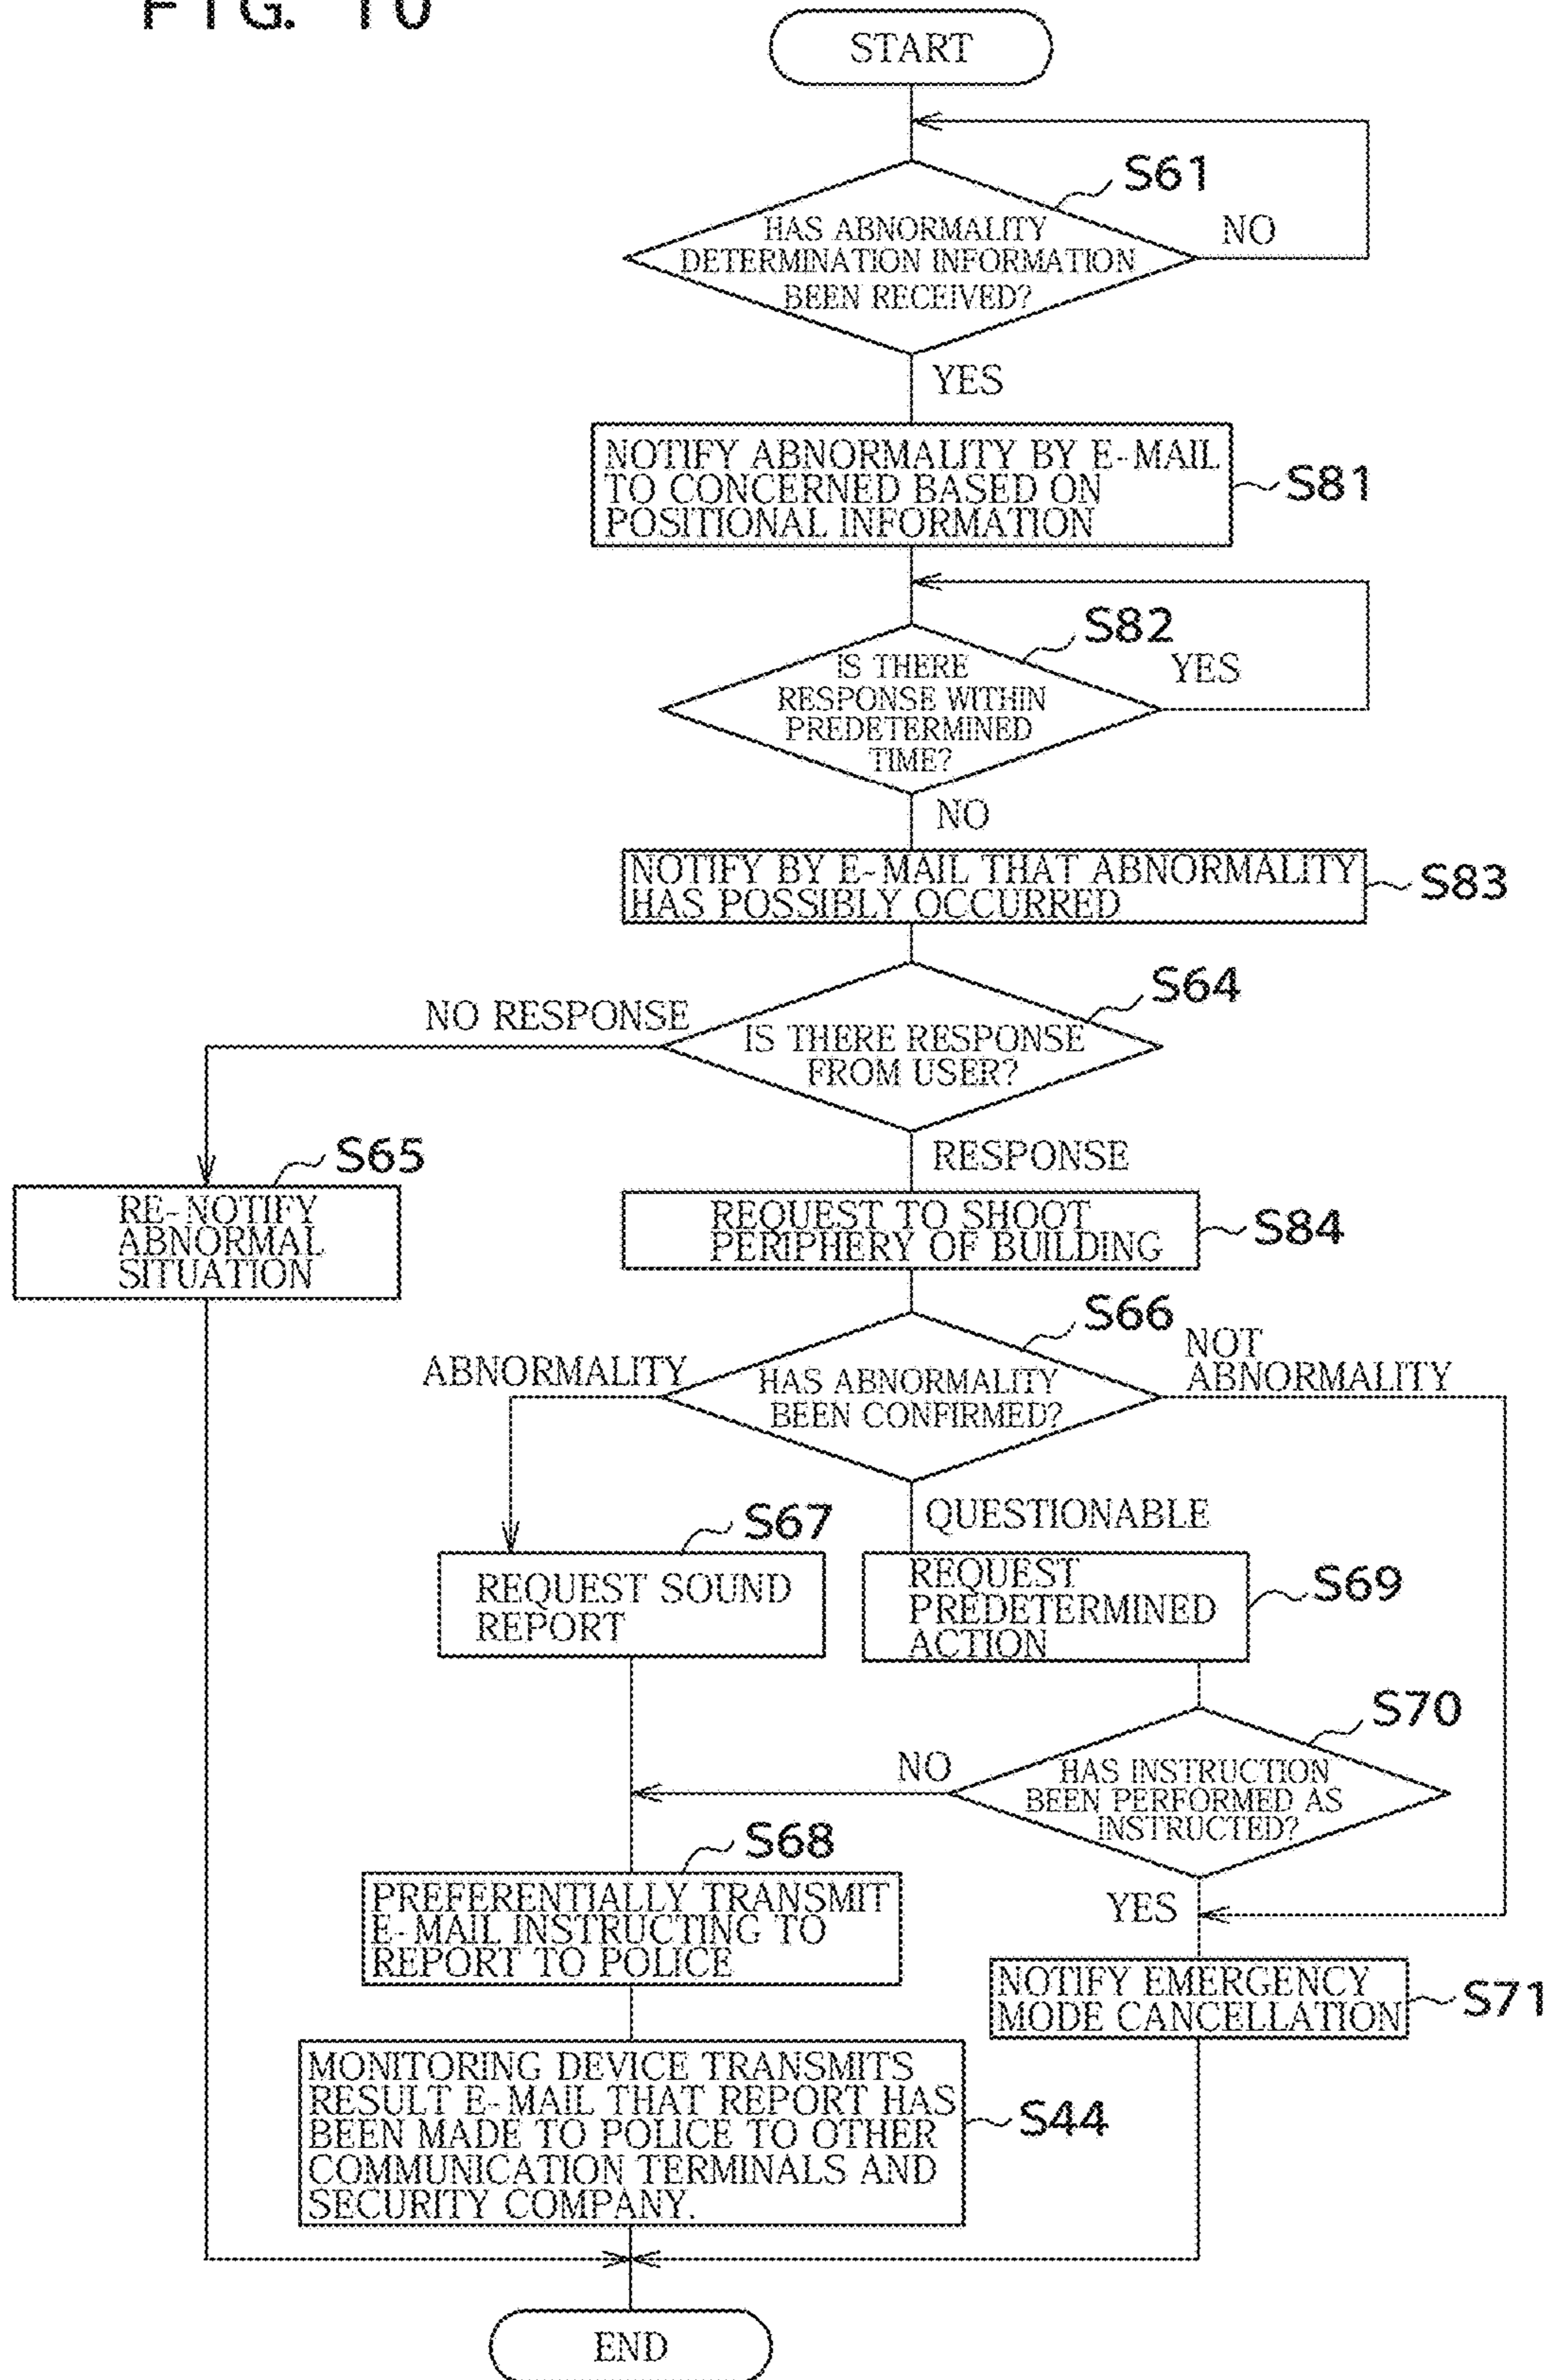 FIG. 10
START
S61
HAS ABNORMALITY
DETERMINATION INFORMATION
BEEN RECEIVED?
NO
YES
NOTIFY ABNORMALITY BY E-MAIL
TO CONCERNED BASED ON
POSITIONAL INFORMATION
S81
S82
IS THERE
RESPONSE WITHIN
PREDETERMINED
TIME?
YES
NO
NOTIFY BY E-MAIL THAT ABNORMALITY
HAS POSSIBLY OCCURRED
S83
S64
NO RESPONSE
IS THERE RESPONSE
FROM USER?
RESPONSE
S65
RE-NOTIFY
ABNORMAL
SITUATION
REQUEST TO SHOOT
PERIPHERY OF BUILDING
S84
S66
ABNORMALITY
HAS ABNORMALITY
BEEN CONFIRMED?
NOT
ABNORMALITY
QUESTIONABLE
S67
REQUEST SOUND
REPORT
REQUEST
PREDETERMINED
ACTION
S69
S70
NO
HAS INSTRUCTION
BEEN PERFORMED AS
INSTRUCTED?
YES
S68
PREFERENTIALLY TRANSMIT
E-MAIL INSTRUCTING TO
REPORT TO POLICE
NOTIFY EMERGENCY
MODE CANCELLATION
S71
MONITORING DEVICE TRANSMITS
RESULT E-MAIL THAT REPORT HAS
BEEN MADE TO POLICE TO OTHER
COMMUNICATION TERMINALS AND
SECURITY COMPANY.
S44
END